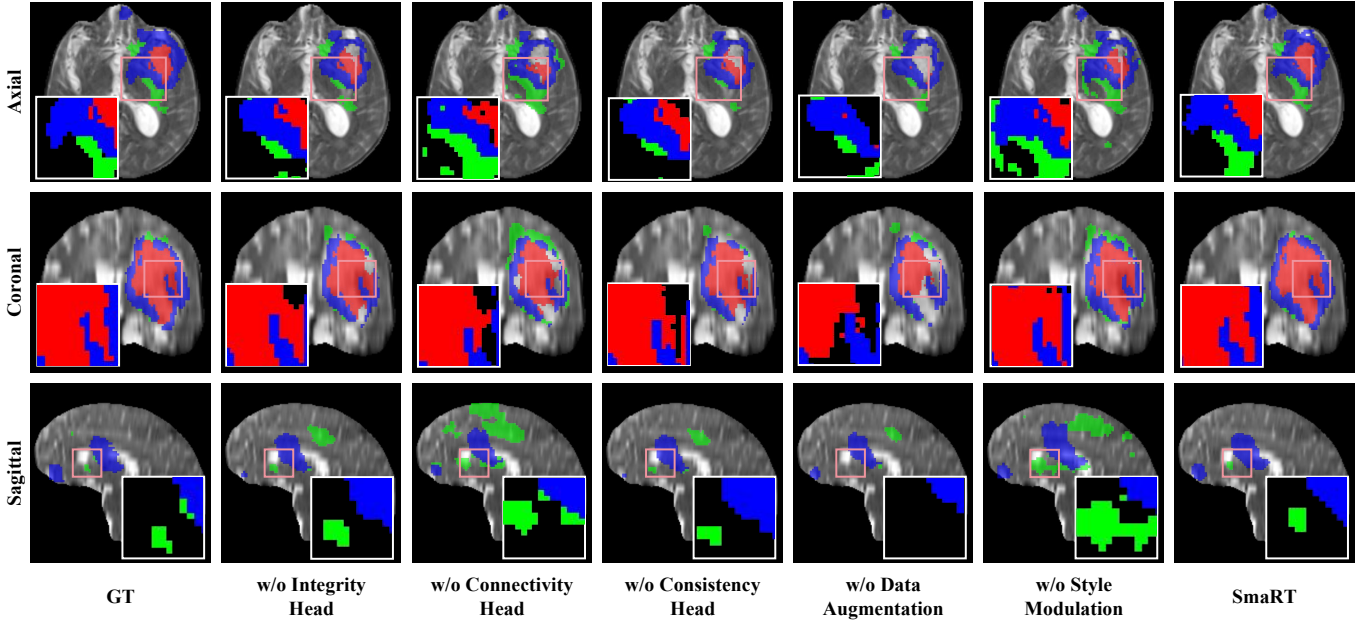 Axial
Coronal
Sagittal
GT
w/o Integrity
Head
w/o Connectivity
Head
w/o Consistency
Head
w/o Data
Augmentation
w/o Style
Modulation
SmaRT